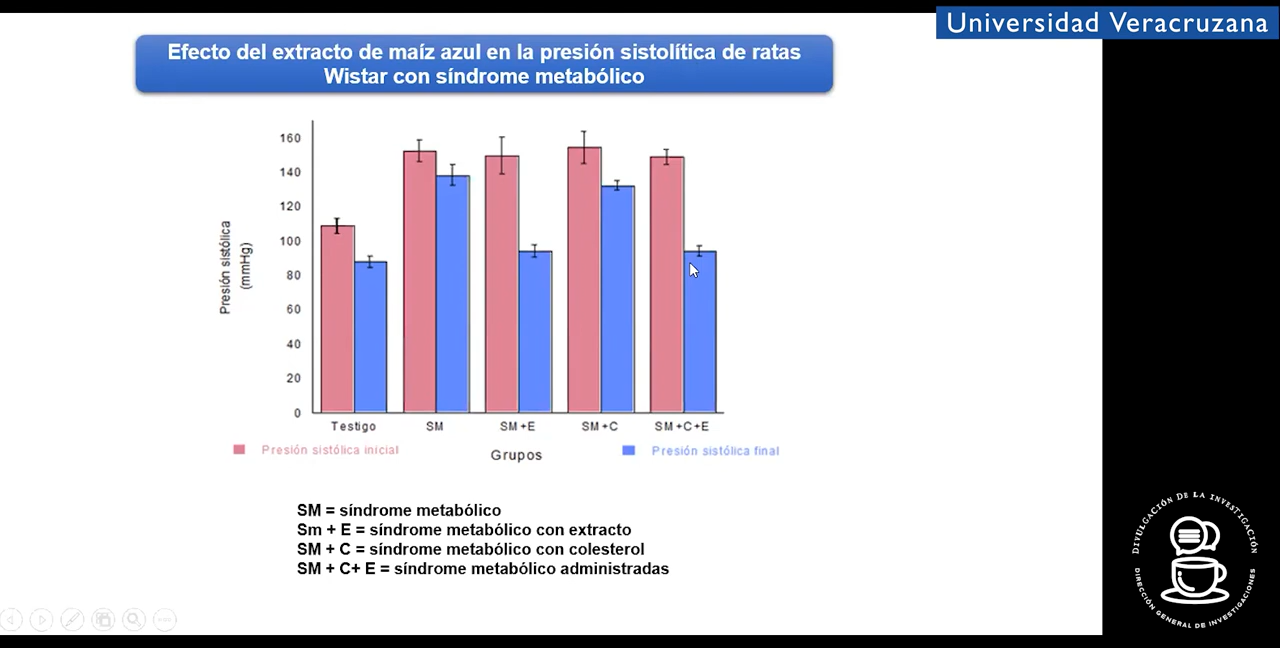 Universidad Veracruzana
Efecto del extracto de maíz azul en la presión sistolítica de ratas
Wistar con síndrome metabólico
160
140
120
100
80
60
40
20
0
Presión sistólica
(mmHg)
Testigo
SM
SM+E
SM+C
SM+C+E
Presión sistólica inicial
Grupos
Presión sistólica final
SM = síndrome metabólico
Sm + E = síndrome metabólico con extracto
SM + C = síndrome metabólico con colesterol
SM + C+ E = síndrome metabólico administradas
DIVULGACIÓN DE LA INVESTIGACIÓN
DIRECCIÓN GENERAL DE INVESTIGACIONES